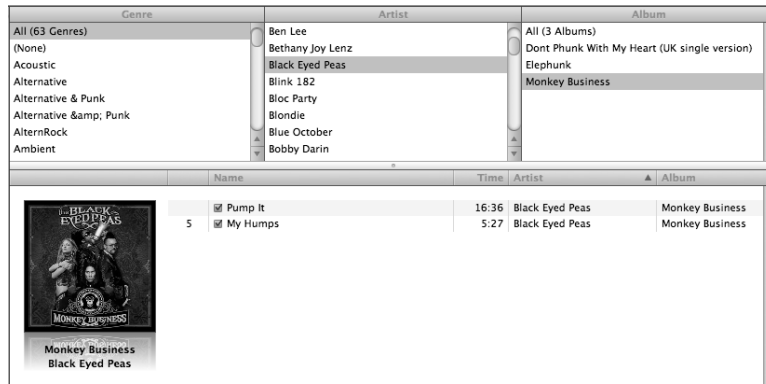 Genre
All (63 Genres)
(None)
Acoustic
Alternative
Alternative & Punk
Alternative &amp; Punk
AlternRock
Ambient
Artist
Ben Lee
Bethany Joy Lenz
Black Eyed Peas
Blink 182
Bloc Party
Blondie
Blue October
Bobby Darin
Album
All (3 Albums)
Dont Phunk With My Heart (UK single version)
Elephunk
Monkey Business
Name Time Artist Album
Pump It 16:36 Black Eyed Peas Monkey Business
5 My Humps 5:27 Black Eyed Peas Monkey Business
THE BLACK
EYED PEAS
MONKEY BUSINESS
Monkey Business
Black Eyed Peas